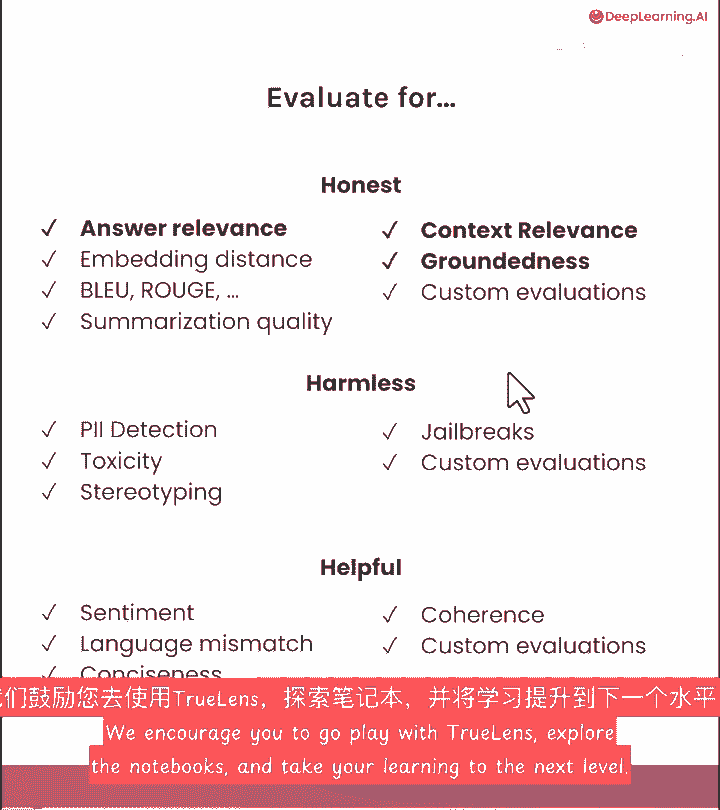 DeepLearning.AI
Evaluate for...
Honest
✓ Answer relevance
✓ Embedding distance
✓ BLEU, ROUGE, ...
✓ Summarization quality
✓ Context Relevance
✓ Groundedness
✓ Custom evaluations
Harmless
✓ PII Detection
✓ Toxicity
✓ Stereotyping
✓ Jailbreaks
✓ Custom evaluations
Helpful
✓ Sentiment
✓ Language mismatch
✓ Conciseness
✓ Coherence
✓ Custom evaluations
们鼓励您去使用TrueLens，探索笔记本，并将学习提升到下一个水平
We encourage you to go play with TrueLens, explore
the notebooks, and take your learning to the next level.